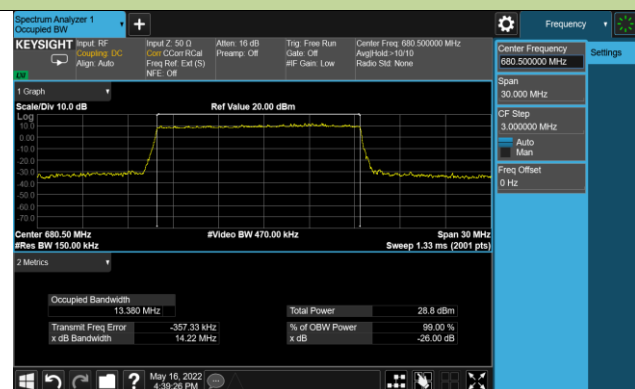 Spectrum Analyzer 1
Occupied BW
Frequency
KEYSIGHT
Input: RF
Coupling: DC
Align: Auto
Input Z: 50 Ω
Corr CCorr RCal
Freq Ref: Ext (S)
NFE: Off
Atten: 16 dB
Preamp: Off
Trig: Free Run
Gate: Off
#IF Gain: Low
Center Freq: 680.500000 MHz
Avg|Hold:>10/10
Radio Std: None
Center Frequency
680.500000 MHz
Settings
Span
30.000 MHz
CF Step
3.000000 MHz
Auto
Man
Freq Offset
0 Hz
1 Graph
Scale/Div 10.0 dB
Ref Value 20.00 dBm
Log
10.0
0.00
-10.0
-20.0
-30.0
-40.0
-50.0
-60.0
-70.0
Center 680.50 MHz
#Video BW 470.00 kHz
Span 30 MHz
#Res BW 150.00 kHz
Sweep 1.33 ms (2001 pts)
2 Metrics
Occupied Bandwidth
13.380 MHz
Total Power 28.8 dBm
Transmit Freq Error -357.33 kHz
% of OBW Power 99.00 %
x dB Bandwidth 14.22 MHz
x dB -26.00 dB
?
May 16, 2022
4:39:26 PM